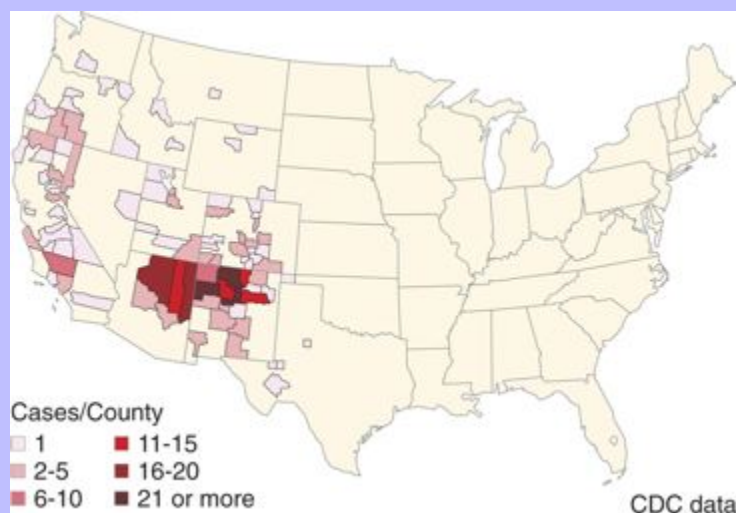 Cases/County
1
11-15
2-5
16-20
6-10
21 or more
CDC data